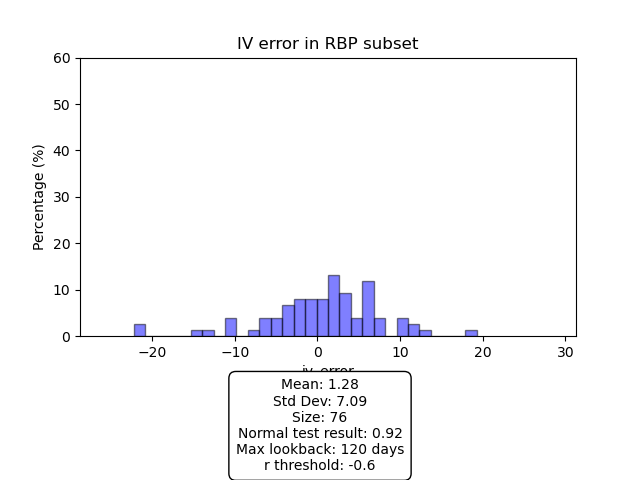 IV error in RBP subset
Percentage (%)
60
50
40
30
20
10
0
−20
−10
0
10
20
30
iv_error
Mean: 1.28
Std Dev: 7.09
Size: 76
Normal test result: 0.92
Max lookback: 120 days
r threshold: -0.6